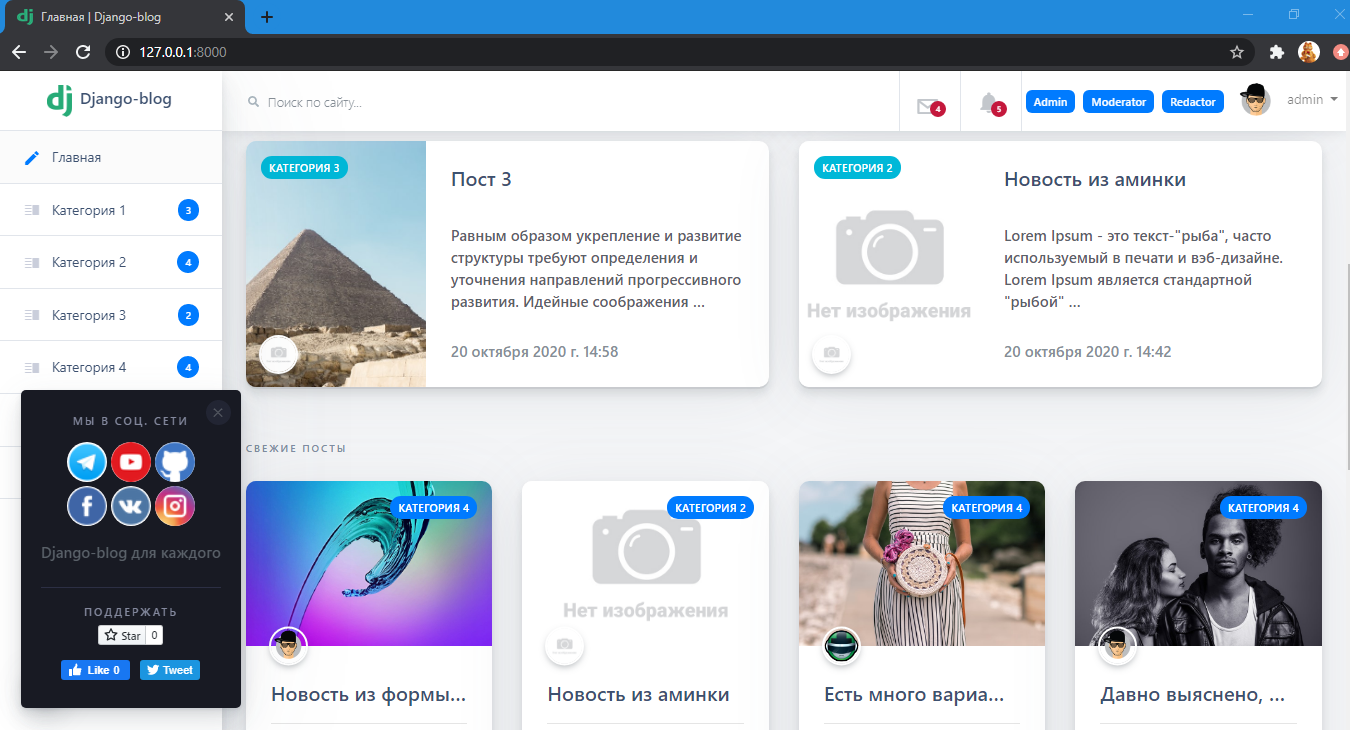 Главная | Django-blog
127.0.0.1:8000
Django-blog
Поиск по сайту...
4
5
Admin
Moderator
Redactor
admin
Главная
Категория 1
3
Категория 2
4
Категория 3
2
Категория 4
4
МЫ В СОЦ. СЕТИ
Django-blog для каждого
ПОДДЕРЖАТЬ
Star
0
Like 0
Tweet
КАТЕГОРИЯ 3
Пост 3
Равным образом укрепление и развитие
структуры требуют определения и
уточнения направлений прогрессивного
развития. Идейные соображения ...
20 октября 2020 г. 14:58
КАТЕГОРИЯ 2
Нет изображения
Новость из аминки
Lorem Ipsum - это текст-"рыба", часто
используемый в печати и вэб-дизайне.
Lorem Ipsum является стандартной
"рыбой" ...
20 октября 2020 г. 14:42
СВЕЖИЕ ПОСТЫ
КАТЕГОРИЯ 4
Новость из формы...
КАТЕГОРИЯ 2
Нет изображения
Новость из аминки
КАТЕГОРИЯ 4
Есть много вариа...
КАТЕГОРИЯ 4
Давно выяснено, ...